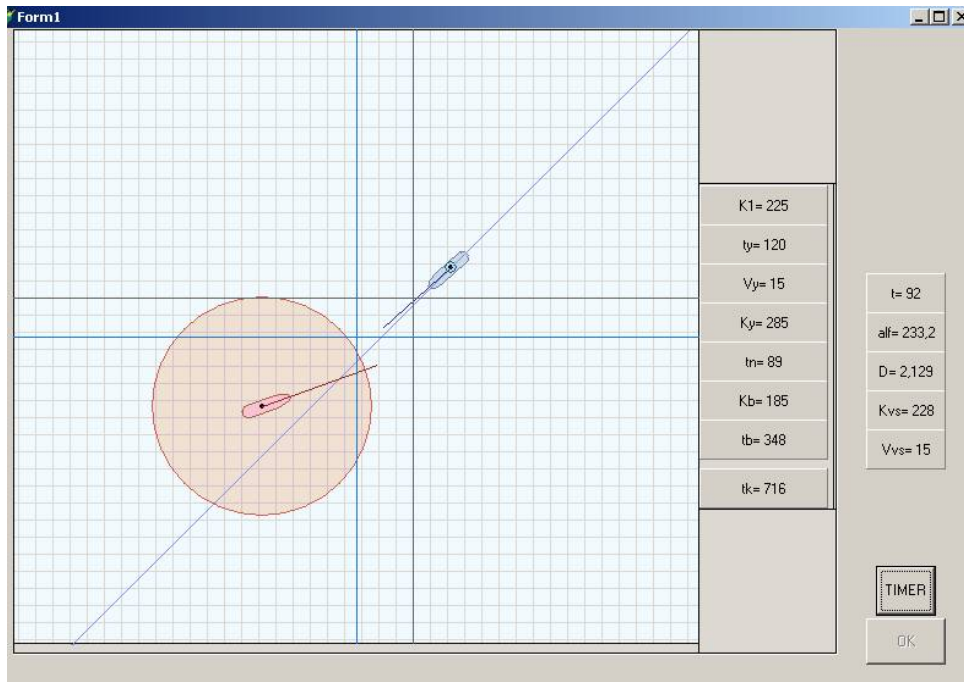 Form1
K1= 225
ty= 120
Vy= 15
Ky= 285
tn= 89
Kb= 185
tb= 348
tk= 716
t= 92
alf= 233,2
D= 2,129
Kvs= 228
Vvs= 15
TIMER
OK